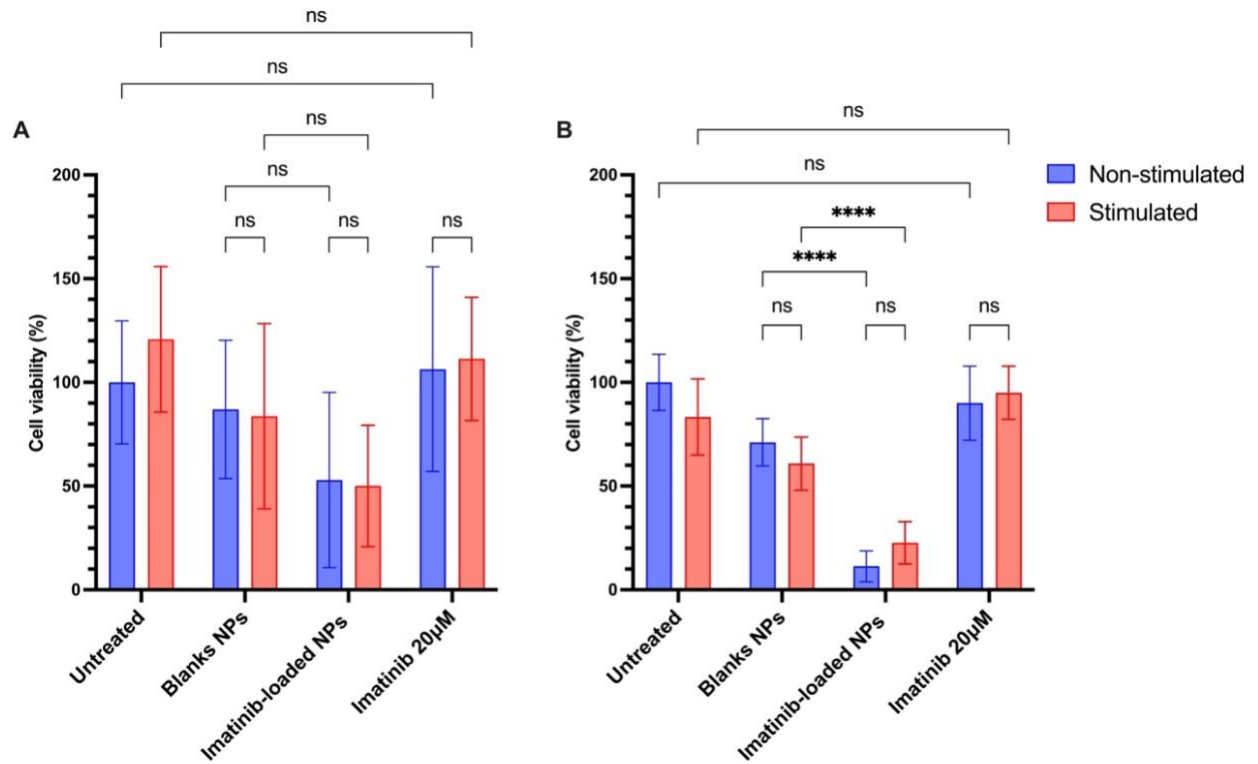 ns
ns
A
ns
ns
ns
ns
ns
200
150
100
50
0
Cell viability (%)
Untreated
Blanks NPs
Imatinib-loaded NPs
Imatinib 20µM
B
ns
ns
****
****
ns
ns
ns
200
150
100
50
0
Cell viability (%)
Untreated
Blanks NPs
Imatinib-loaded NPs
Imatinib 20µM
Non-stimulated
Stimulated